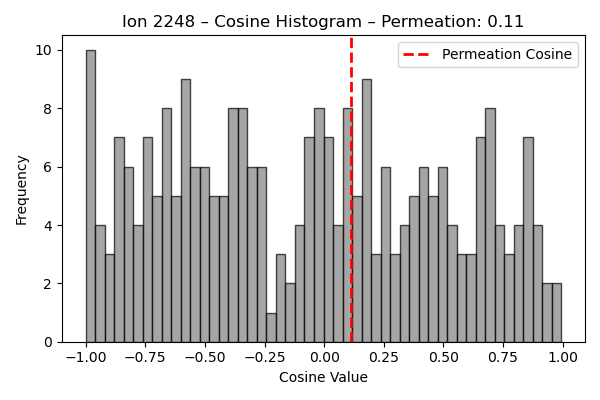 Ion 2248 – Cosine Histogram – Permeation: 0.11
Permeation Cosine
Frequency
10
8
6
4
2
0
−1.00 −0.75 −0.50 −0.25 0.00 0.25 0.50 0.75 1.00
Cosine Value